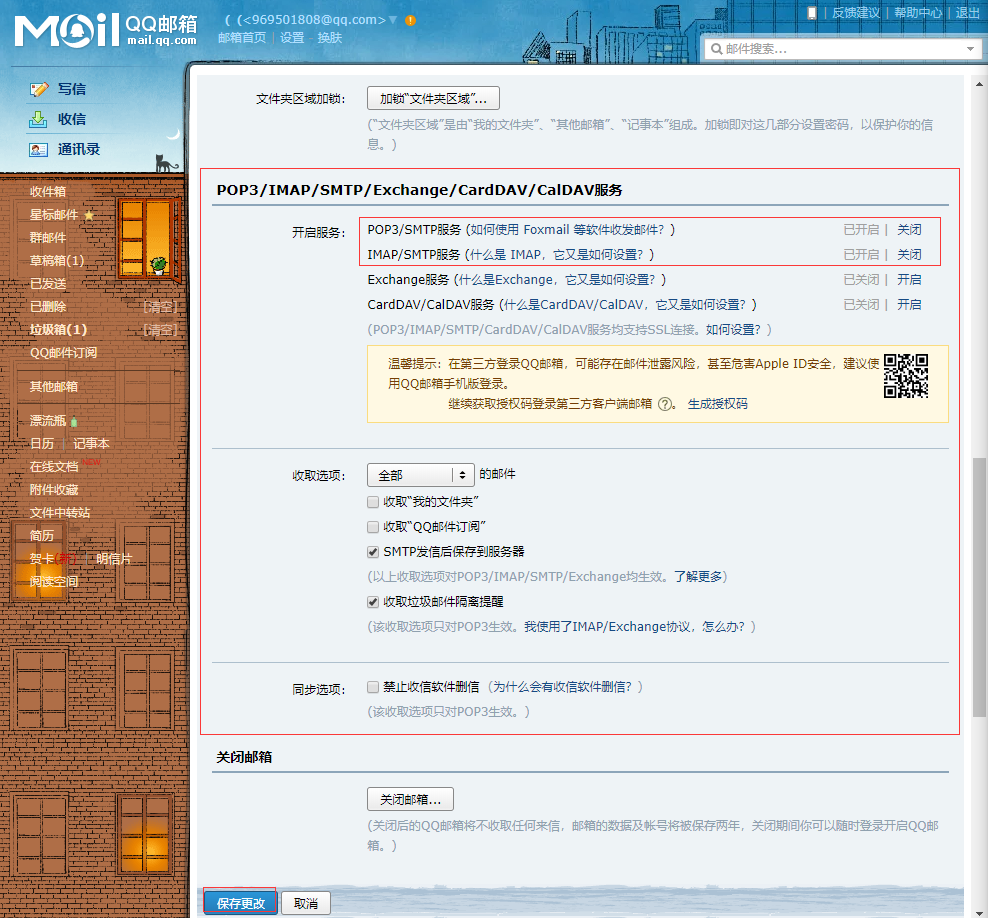 MOil QQ邮箱 mail.qq.com
( (<969501808@qq.com>
邮箱首页 | 设置 - 换肤
| 反馈建议 | 帮助中心 | 退出
邮件搜索...
写信
收信
通讯录
收件箱
星标邮件
群邮件
草稿箱(1)
已发送
已删除 [清空]
垃圾箱(1) [清空]
QQ邮件订阅
其他邮箱
漂流瓶
日历 | 记事本
在线文档 NEW
附件收藏
文件中转站
简历
贺卡 | 明信片
阅读空间
文件夹区域加锁: 加锁“文件夹区域”...
(“文件夹区域”是由“我的文件夹”、“其他邮箱”、“记事本”组成。加锁即对这几部分设置密码，以保护你的信
息。)
POP3/IMAP/SMTP/Exchange/CardDAV/CalDAV服务
开启服务: POP3/SMTP服务 (如何使用 Foxmail 等软件收发邮件？) 已开启 | 关闭
IMAP/SMTP服务 (什么是 IMAP，它又是如何设置？) 已开启 | 关闭
Exchange服务 (什么是Exchange，它又是如何设置？) 已关闭 | 开启
CardDAV/CalDAV服务 (什么是CardDAV/CalDAV，它又是如何设置？) 已关闭 | 开启
(POP3/IMAP/SMTP/CardDAV/CalDAV服务均支持SSL连接。如何设置？)
温馨提示：在第三方登录QQ邮箱，可能存在邮件泄露风险，甚至危害Apple ID安全，建议使
用QQ邮箱手机版登录。
继续获取授权码登录第三方客户端邮箱 ?。 生成授权码
收取选项: 全部 的邮件
收取“我的文件夹”
收取“QQ邮件订阅”
SMTP发信后保存到服务器
(以上收取选项对POP3/IMAP/SMTP/Exchange均生效。了解更多)
收取垃圾邮件隔离提醒
(该收取选项只对POP3生效。我使用了IMAP/Exchange协议，怎么办？)
同步选项: 禁止收信软件删信 (为什么会有收信软件删信？)
(该收取选项只对POP3生效。)
关闭邮箱
关闭邮箱...
(关闭后的QQ邮箱将不收取任何来信，邮箱的数据及帐号将被保存两年，关闭期间你可以随时登录开启QQ邮
箱。)
保存更改 取消